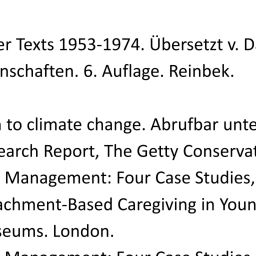 er Texts 1953-1974. Übersetzt v. D
nschaften. 6. Auflage. Reinbek.
to climate change. Abrufbar unte
earch Report, The Getty Conservat
Management: Four Case Studies,
achment-Based Caregiving in Youn
seums. London.
Management: Four Case Studies